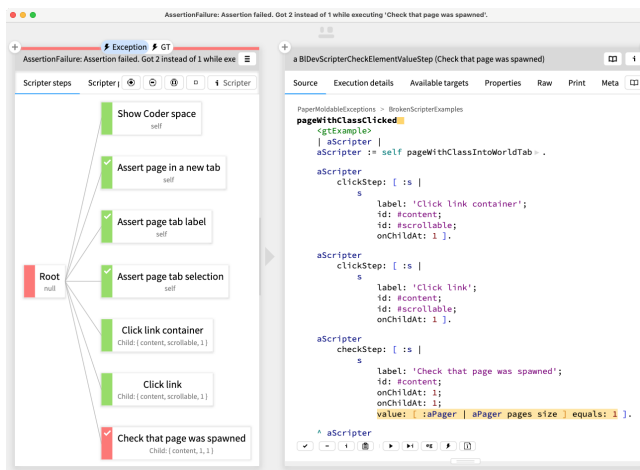 AssertionFailure: Assertion failed. Got 2 instead of 1 while executing 'Check that page was spawned'.
Exception
GT
AssertionFailure: Assertion failed. Got 2 instead of 1 while exe
Scripter steps
Scripter
i Scripter
Show Coder space
self
Assert page in a new tab
self
Assert page tab label
self
Root
null
Assert page tab selection
self
Click link container
Child: { content, scrollable, 1 }
Click link
Child: { content, scrollable, 1 }
Check that page was spawned
Child: { content, 1, 1 }
a BlDevScripterCheckElementValueStep (Check that page was spawned)
Source
Execution details
Available targets
Properties
Raw
Print
Meta
PaperMoldableExceptions > BrokenScripterExamples
pageWithClassClicked
<gtExample>
| aScripter |
aScripter := self pageWithClassIntoWorldTab .
aScripter
clickStep: [ :s |
s
label: 'Click link container';
id: #content;
id: #scrollable;
onChildAt: 1 ].
aScripter
clickStep: [ :s |
s
label: 'Click link';
id: #content;
id: #scrollable;
onChildAt: 1 ].
aScripter
checkStep: [ :s |
s
label: 'Check that page was spawned';
id: #content;
onChildAt: 1;
onChildAt: 1;
value: [ :aPager | aPager pages size ] equals: 1 ].
^ aScripter